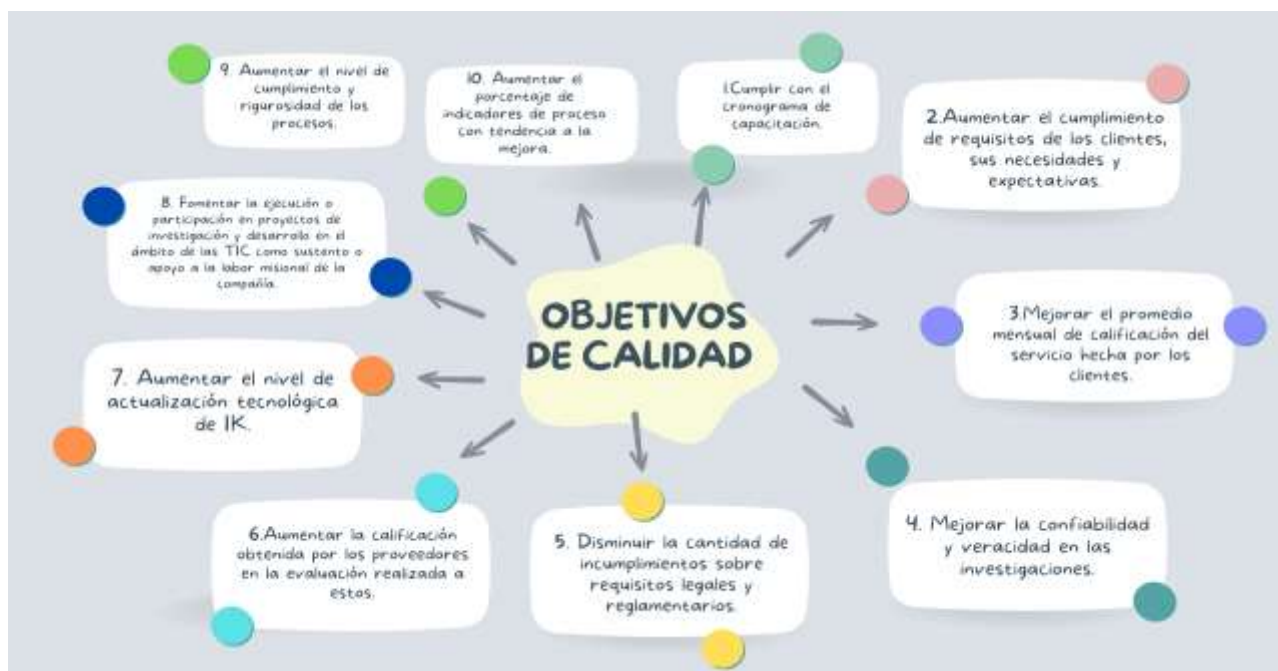 OBJETIVOS
DE CALIDAD
1.Cumplir con el
cronograma de
capacitación.
2.Aumentar el cumplimiento
de requisitos de los clientes,
sus necesidades y
expectativas.
3.Mejorar el promedio
mensual de calificación del
servicio hecha por los
clientes.
4. Mejorar la confiabilidad
y veracidad en las
investigaciones.
5. Disminuir la cantidad de
incumplimientos sobre
requisitos legales y
reglamentarios.
6.Aumentar la calificación
obtenida por los proveedores
en la evaluación realizada a
estos.
7. Aumentar el nivel de
actualización tecnológica
de IK.
8. Fomentar la ejecución o
participación en proyectos de
investigación y desarrollo en el
ámbito de las TIC como sustento o
apoyo a la labor misional de la
compañía.
9. Aumentar el nivel de
cumplimiento y
rigurosidad de los
procesos.
10. Aumentar el
porcentaje de
indicadores de proceso
con tendencia a la
mejora.